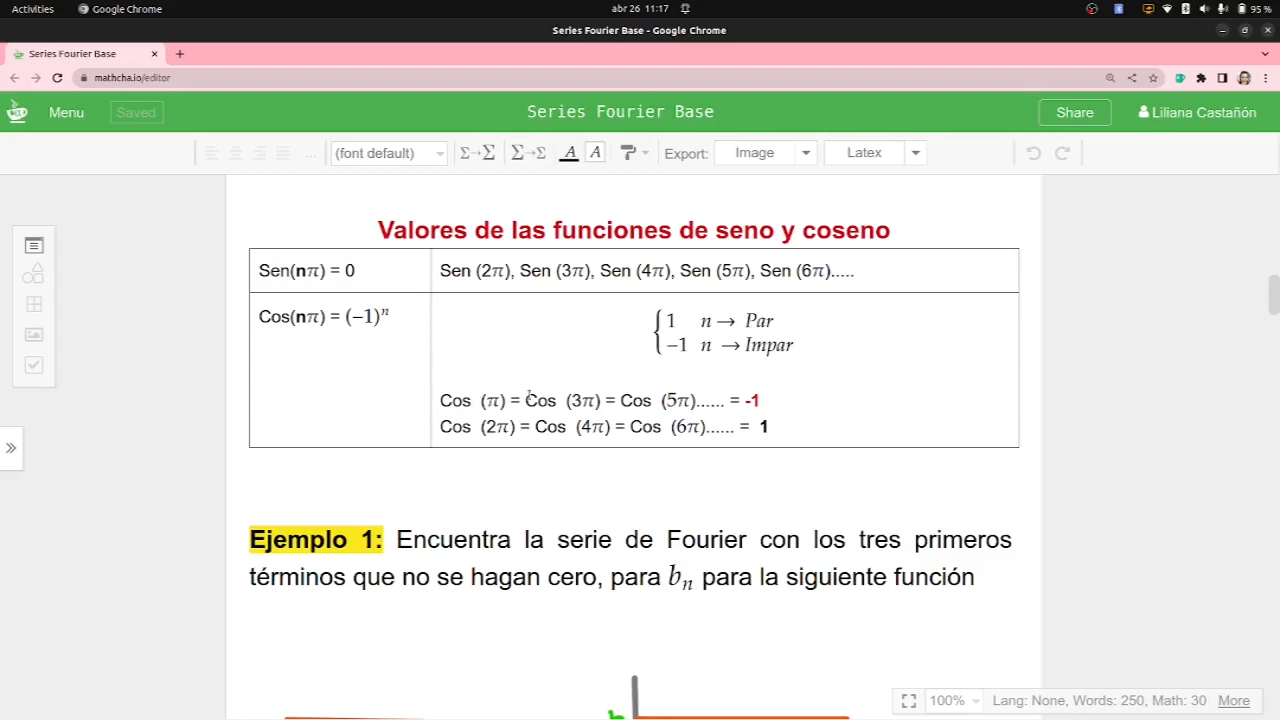 Activities Google Chrome abr 26 11:17 95 %
Series Fourier Base - Google Chrome
Series Fourier Base
mathcha.io/editor
Menu Saved Series Fourier Base Share Liliana Castañón
... (font default) Σ→Σ Σ→Σ A A Export: Image Latex
Valores de las funciones de seno y coseno
Sen(nπ) = 0 Sen (2π), Sen (3π), Sen (4π), Sen (5π), Sen (6π).....
Cos(nπ) = (−1)ⁿ
{ 1 n → Par
−1 n → Impar
Cos (π) = Cos (3π) = Cos (5π)...... = -1
Cos (2π) = Cos (4π) = Cos (6π)...... = 1
Ejemplo 1: Encuentra la serie de Fourier con los tres primeros
términos que no se hagan cero, para bₙ para la siguiente función
100% Lang: None, Words: 250, Math: 30 More